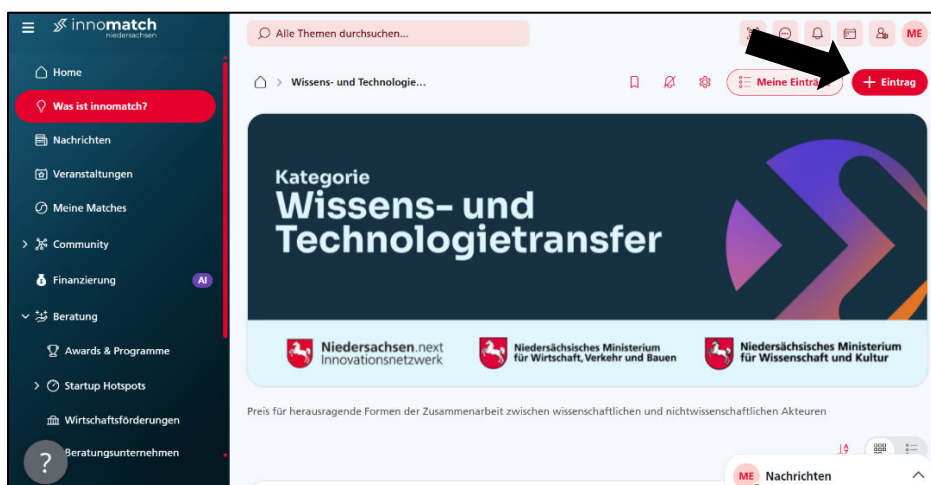 innomatch
niedersachsen
Home
Was ist innomatch?
Nachrichten
Veranstaltungen
Meine Matches
Community
Finanzierung AI
Beratung
Awards & Programme
Startup Hotspots
Wirtschaftsförderungen
Beratungsunternehmen
?
Alle Themen durchsuchen...
ME
> Wissens- und Technologie...
Meine Einträ
+ Eintrag
Kategorie
Wissens- und
Technologietransfer
Niedersachsen.next
Innovationsnetzwerk
Niedersächsisches Ministerium
für Wirtschaft, Verkehr und Bauen
Niedersächsisches Ministerium
für Wissenschaft und Kultur
Preis für herausragende Formen der Zusammenarbeit zwischen wissenschaftlichen und nichtwissenschaftlichen Akteuren
ME Nachrichten